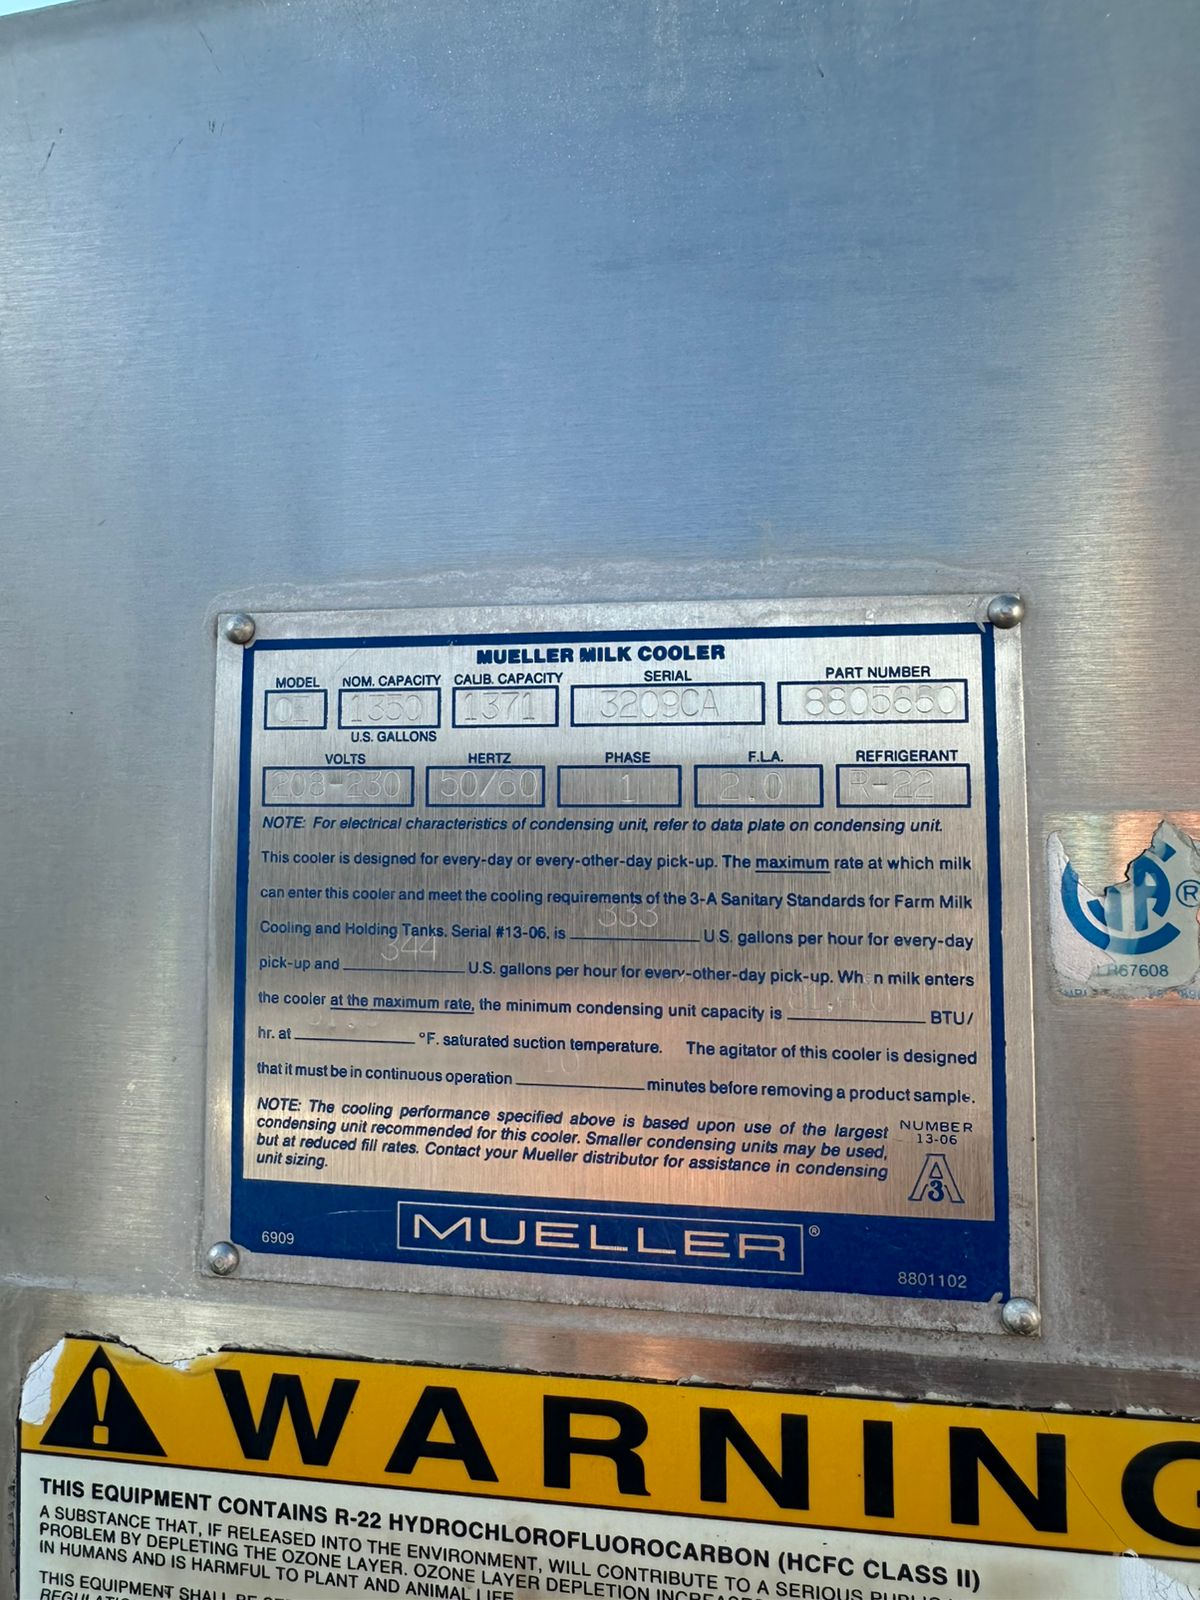 MUELLER MILK COOLER
MODEL NOM. CAPACITY CALIB. CAPACITY SERIAL PART NUMBER
1350 1371 3209CA 8805660
U.S. GALLONS
VOLTS HERTZ PHASE F.L.A. REFRIGERANT
208-230 50/60 1 2.0 R-22
NOTE: For electrical characteristics of condensing unit, refer to data plate on condensing unit.
This cooler is designed for every-day or every-other-day pick-up. The maximum rate at which milk
can enter this cooler and meet the cooling requirements of the 3-A Sanitary Standards for Farm Milk
Cooling and Holding Tanks. Serial #13-06. is 333 U.S. gallons per hour for every-day
pick-up and 344 U.S. gallons per hour for every-other-day pick-up. Wh n milk enters
the cooler at the maximum rate, the minimum condensing unit capacity is BTU/
hr. at °F. saturated suction temperature. The agitator of this cooler is designed
that it must be in continuous operation minutes before removing a product sample.
NOTE: The cooling performance specified above is based upon use of the largest
condensing unit recommended for this cooler. Smaller condensing units may be used,
but at reduced fill rates. Contact your Mueller distributor for assistance in condensing
unit sizing.
NUMBER
13-06
A
3
6909
MUELLER®
8801102
®
LR67608
WARNING
THIS EQUIPMENT CONTAINS R-22 HYDROCHLOROFLUOROCARBON (HCFC CLASS II)
A SUBSTANCE THAT, IF RELEASED INTO THE ENVIRONMENT, WILL CONTRIBUTE TO A SERIOUS
PROBLEM BY DEPLETING THE OZONE LAYER. OZONE LAYER DEPLETION
IN HUMANS AND IS HARMFUL TO PLANT AND ANIMAL LIFE.
THIS EQUIPMENT SHALL BE